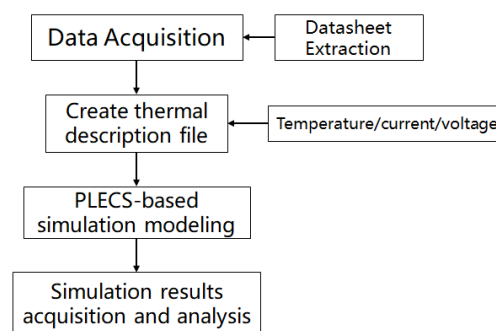 Data Acquisition
Datasheet
Extraction
Create thermal
description file
Temperature/current/voltage
PLECS-based
simulation modeling
Simulation results
acquisition and analysis